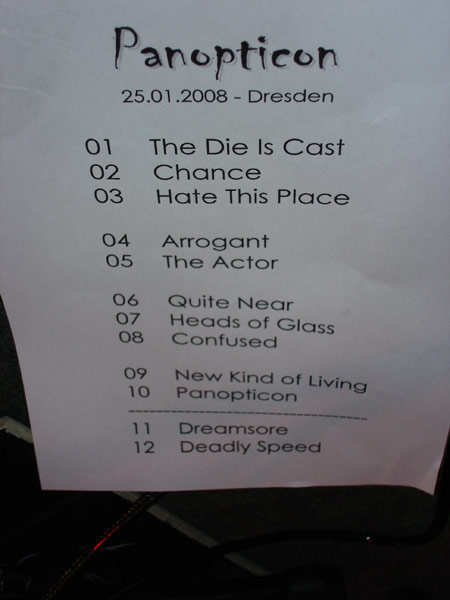 Panopticon
25.01.2008 - Dresden
01 The Die Is Cast
02 Chance
03 Hate This Place
04 Arrogant
05 The Actor
06 Quite Near
07 Heads of Glass
08 Confused
09 New Kind of Living
10 Panopticon
11 Dreamsore
12 Deadly Speed